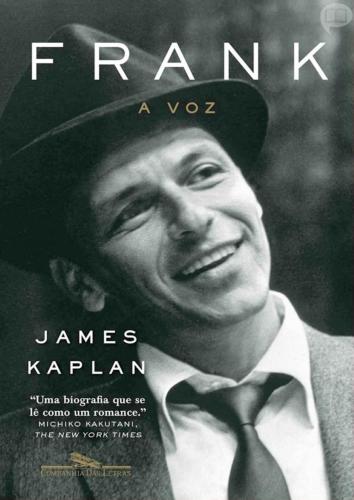 FRANK
A VOZ
JAMES
KAPLAN
“Uma biografia que se
lê como um romance.”
MICHIKO KAKUTANI,
THE NEW YORK TIMES
COMPANHIA DAS LETRAS